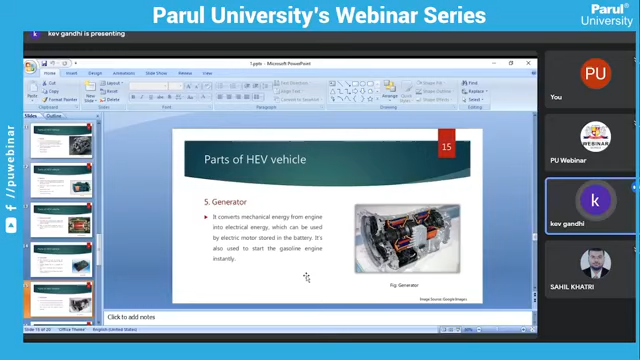 Parul University's Webinar Series
Parul®
University
kev gandhi is presenting
1.pptx - Microsoft PowerPoint
Home
Insert
Design
Animations
Slide Show
Review
View
Cut
Copy
Format Painter
Paste
Clipboard
New
Slide
Layout
Reset
Delete
Slides
Font
Paragraph
Text Direction
Align Text
Convert to SmartArt
Arrange
Quick
Styles
Shape Fill
Shape Outline
Shape Effects
Drawing
Find
Replace
Select
Editing
Slides
Outline
Parts of HEV vehicle
15
5. Generator
It converts mechanical energy from engine
into electrical energy, which can be used
by electric motor stored in the battery. It's
also used to start the gasoline engine
instantly.
Fig: Generator
Image Source: Google Images
Click to add notes
Slide 15 of 20
"Office Theme"
English (United States)
PU
You
PU Webinar
k
kev gandhi
SAHIL KHATRI
/puwebinar